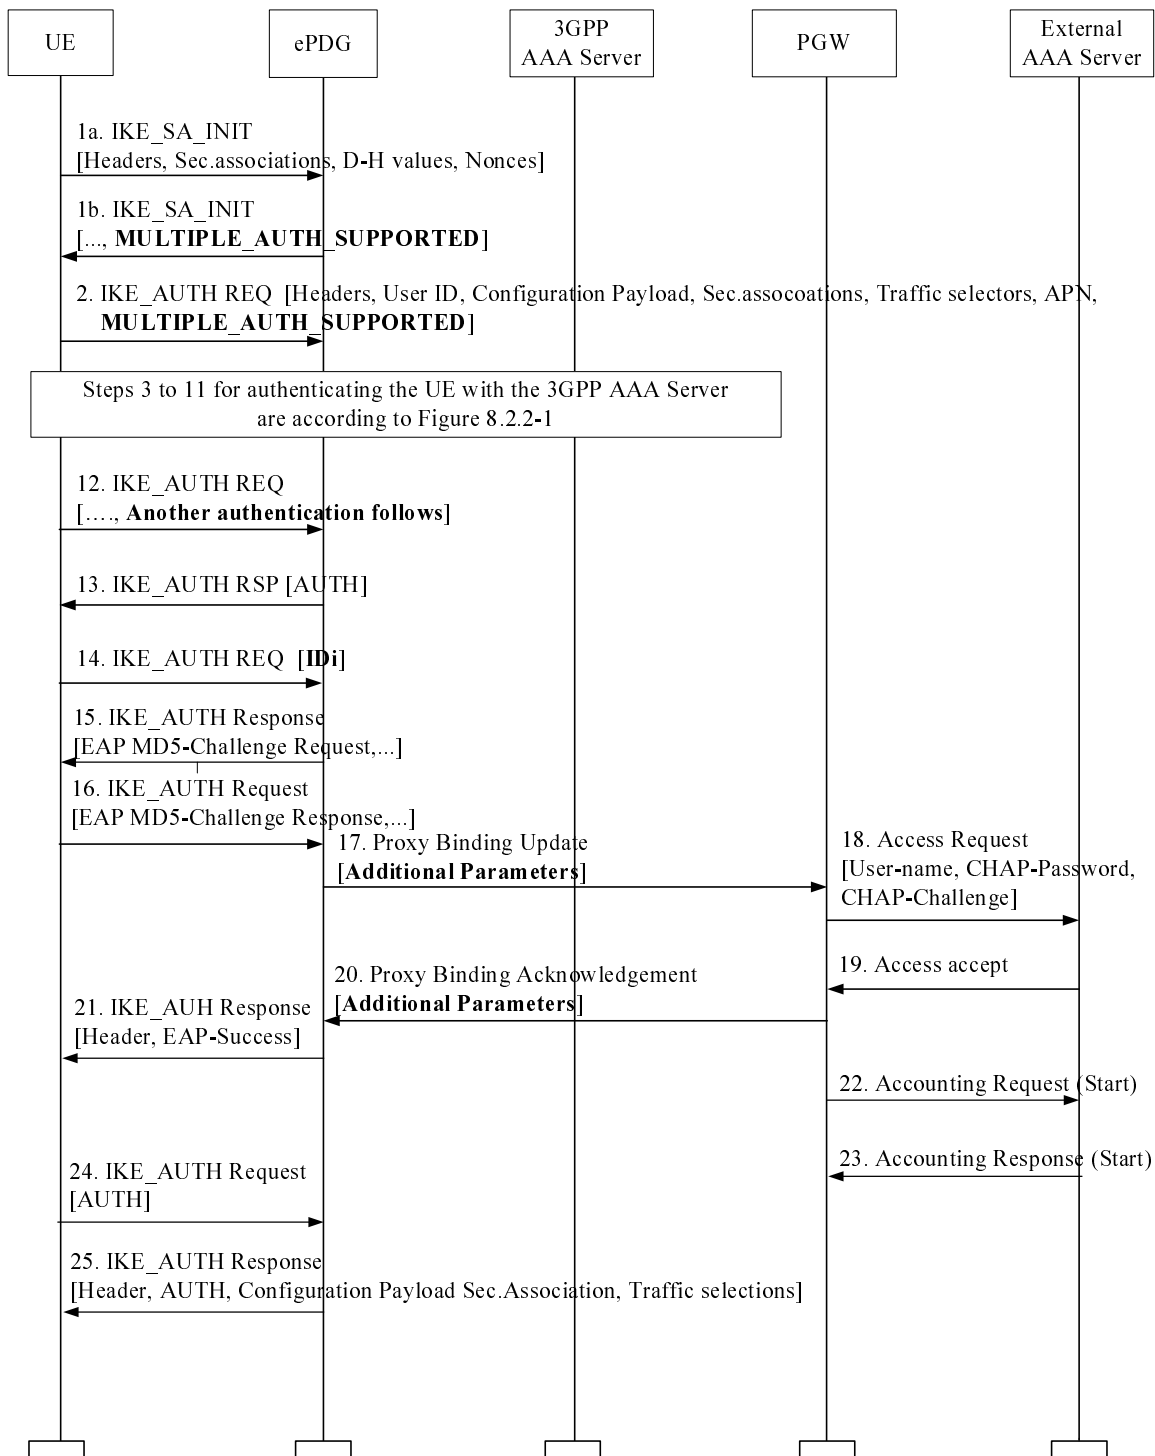 UE
ePDG
3GPP
AAA Server
PGW
External
AAA Server
1a. IKE_SA_INIT
[Headers, Sec.associations, D-H values, Nonces]
1b. IKE_SA_INIT
[..., MULTIPLE_AUTH_SUPPORTED]
2. IKE_AUTH REQ [Headers, User ID, Configuration Payload, Sec.assocoations, Traffic selectors, APN,
MULTIPLE_AUTH_SUPPORTED]
Steps 3 to 11 for authenticating the UE with the 3GPP AAA Server
are according to Figure 8.2.2-1
12. IKE_AUTH REQ
[...., Another authentication follows]
13. IKE_AUTH RSP [AUTH]
14. IKE_AUTH REQ [IDi]
15. IKE_AUTH Response
[EAP MD5-Challenge Request,...]
16. IKE_AUTH Request
[EAP MD5-Challenge Response,...]
17. Proxy Binding Update
[Additional Parameters]
18. Access Request
[User-name, CHAP-Password,
CHAP-Challenge]
19. Access accept
20. Proxy Binding Acknowledgement
[Additional Parameters]
21. IKE_AUH Response
[Header, EAP-Success]
22. Accounting Request (Start)
23. Accounting Response (Start)
24. IKE_AUTH Request
[AUTH]
25. IKE_AUTH Response
[Header, AUTH, Configuration Payload Sec.Association, Traffic selections]